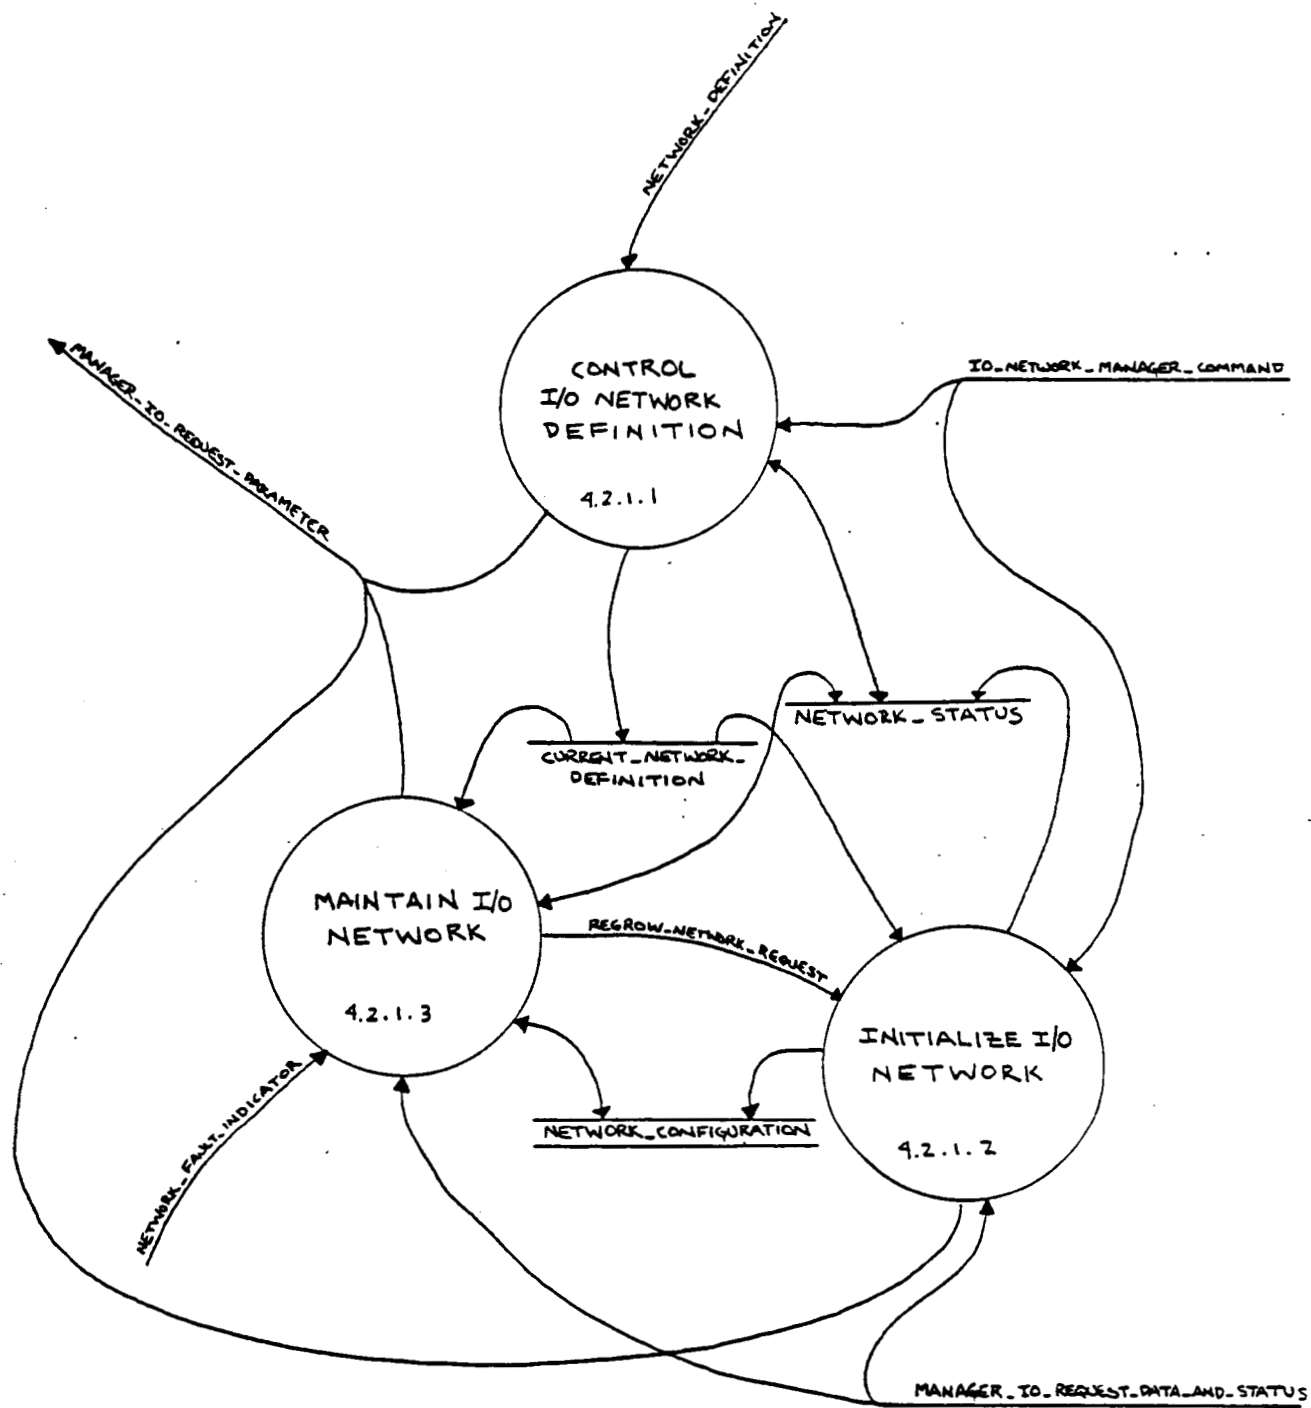 NETWORK_DEFINITION
CONTROL
I/O NETWORK
DEFINITION
4.2.1.1
IO_NETWORK_MANAGER_COMMAND
MANAGER_IO_REQUEST_PARAMETER
NETWORK_STATUS
CURRENT_NETWORK_
DEFINITION
MAINTAIN I/O
NETWORK
4.2.1.3
REGROW_NETWORK_REQUEST
INITIALIZE I/O
NETWORK
4.2.1.2
NETWORK_FAULT_INDICATOR
NETWORK_CONFIGURATION
MANAGER_IO_REQUEST_DATA_AND_STATUS